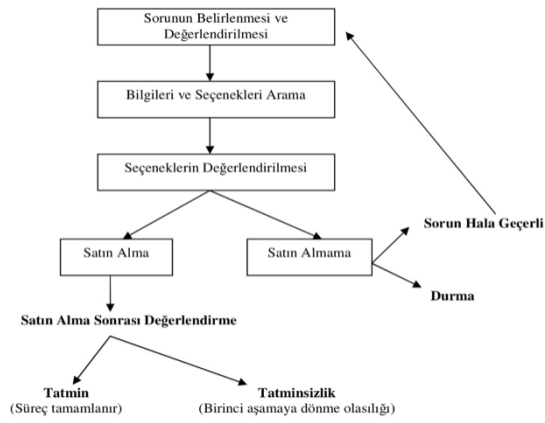 Sorunun Belirlenmesi ve
Değerlendirilmesi
Bilgileri ve Seçenekleri Arama
Seçeneklerin Değerlendirilmesi
Sorun Hala Geçerli
Satın Alma
Satın Almama
Durma
Satın Alma Sonrası Değerlendirme
Tatmin
(Süreç tamamlanır)
Tatminsizlik
(Birinci aşamaya dönme olasılığı)